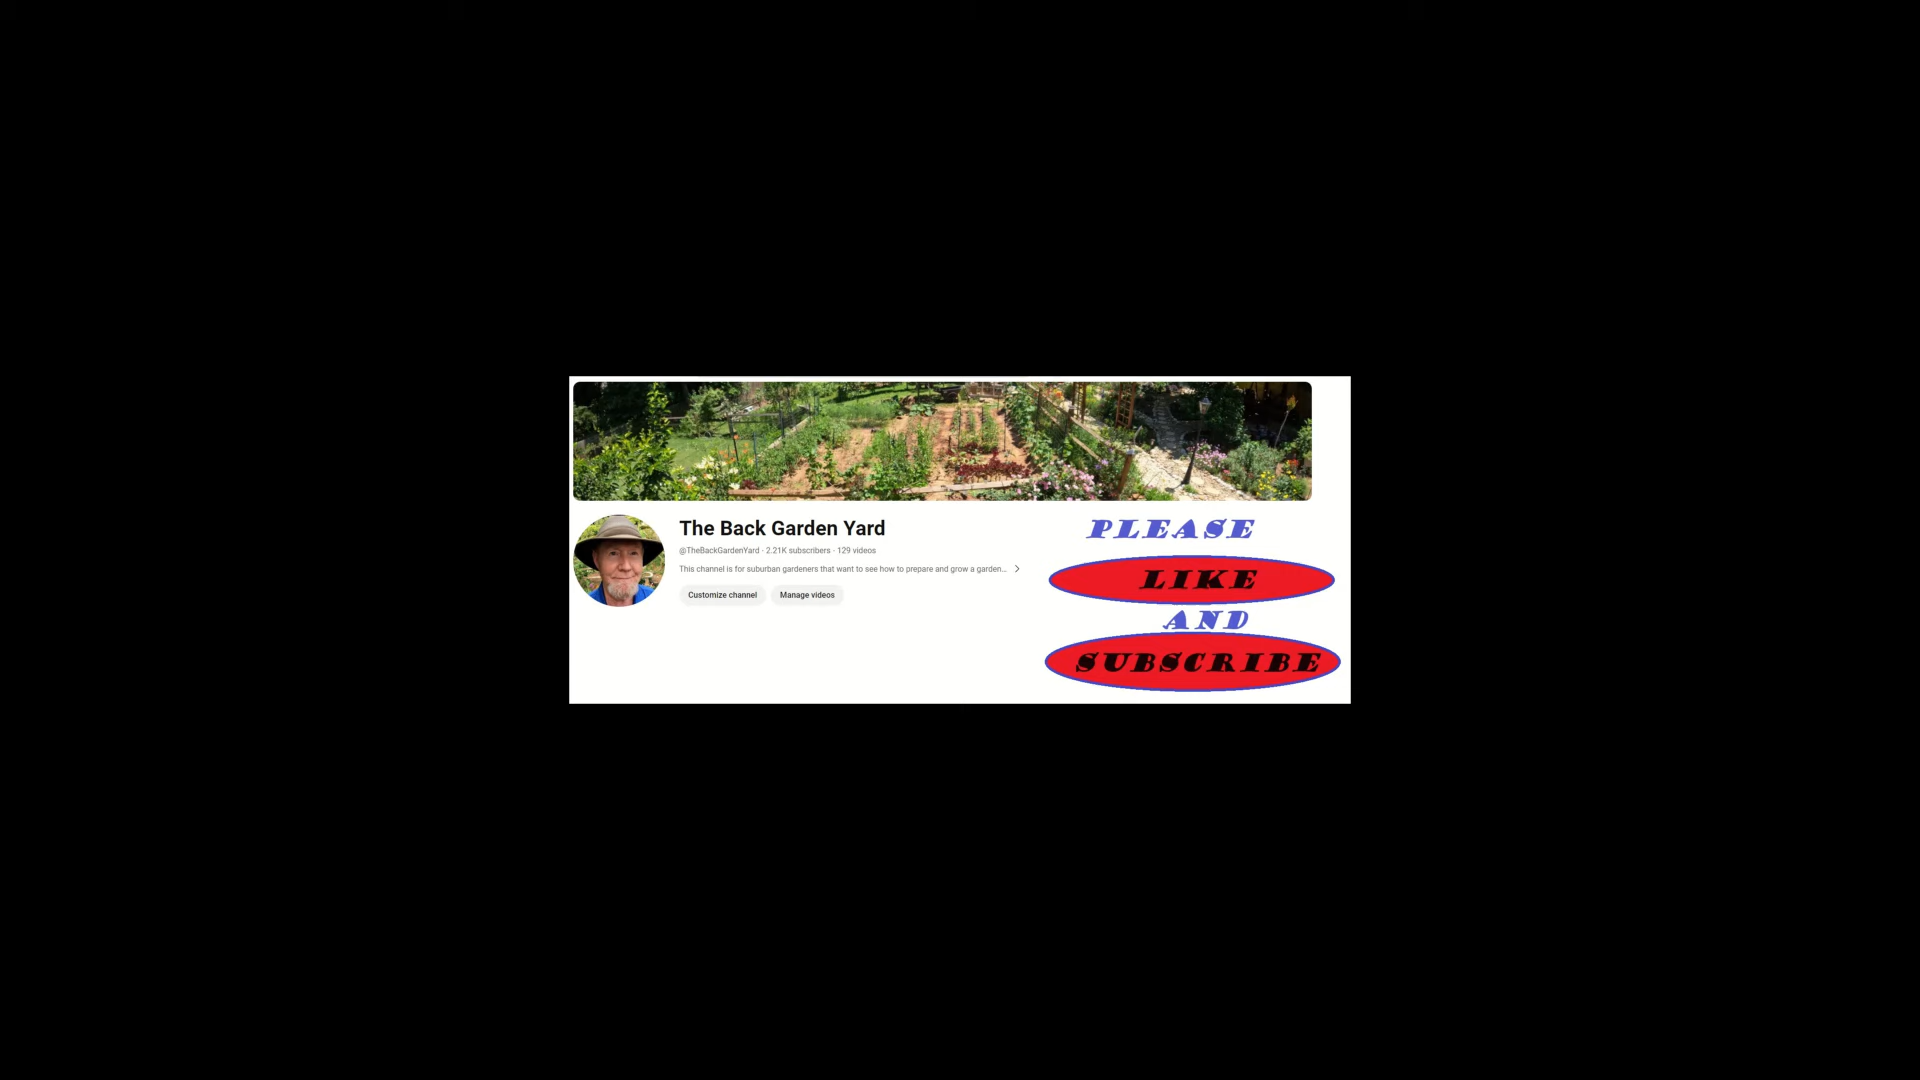 The Back Garden Yard
@TheBackGardenYard · 2.21K subscribers · 129 videos
This channel is for suburban gardeners that want to see how to prepare and grow a garden...
Customize channel
Manage videos
PLEASE
LIKE
AND
SUBSCRIBE